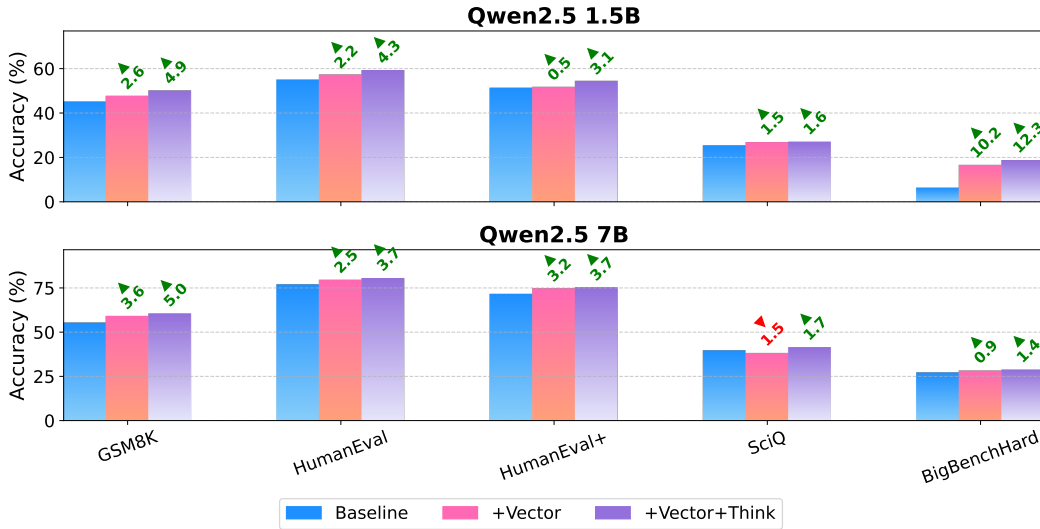 Qwen2.5 1.5B
Accuracy (%)
60
40
20
0
▲2.6
▲4.9
▲2.2
▲4.3
▲0.5
▲3.1
▲1.5
▲1.6
▲10.2
▲12.3
Qwen2.5 7B
Accuracy (%)
75
50
25
0
▲3.6
▲5.0
▲2.5
▲3.7
▲3.2
▲3.7
▼1.5
▲1.7
▲0.9
▲1.4
GSM8K
HumanEval
HumanEval+
SciQ
BigBenchHard
Baseline
+Vector
+Vector+Think